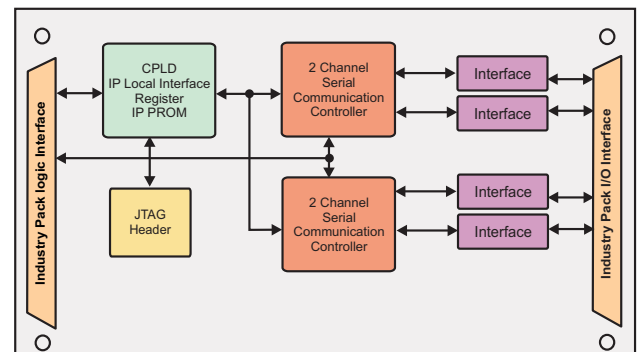 Industry Pack logic Interface
CPLD
IP Local Interface
Register
IP PROM
JTAG
Header
2 Channel
Serial
Communication
Controller
2 Channel
Serial
Communication
Controller
Interface
Interface
Interface
Interface
Industry Pack I/O Interface